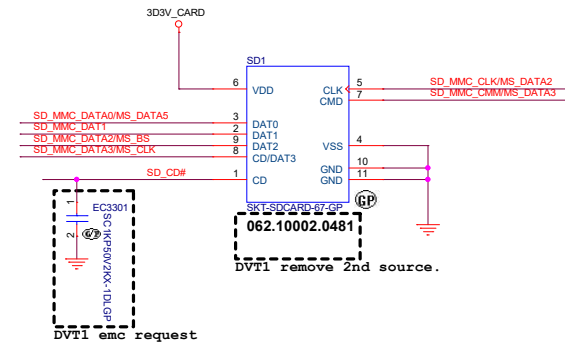 3D3V_CARD
SD1
6 VDD CLK 5 SD_MMC_CLK/MS_DATA2
CMD 7 SD_MMC_CMM/MS_DATA3
SD_MMC_DATA0/MS_DATA5 3 DAT0
SD_MMC_DAT1 2 DAT1
SD_MMC_DATA2/MS_BS 9 DAT2 VSS 4
SD_MMC_DATA3/MS_CLK 8 CD/DAT3
GND 10
SD_CD# 1 CD GND 11
SKT-SDCARD-67-GP GP
062.10002.0481
DVT1 remove 2nd source.
1 EC3301
2 GP SC1KP50V2KX-1DLGP
DVT1 emc request